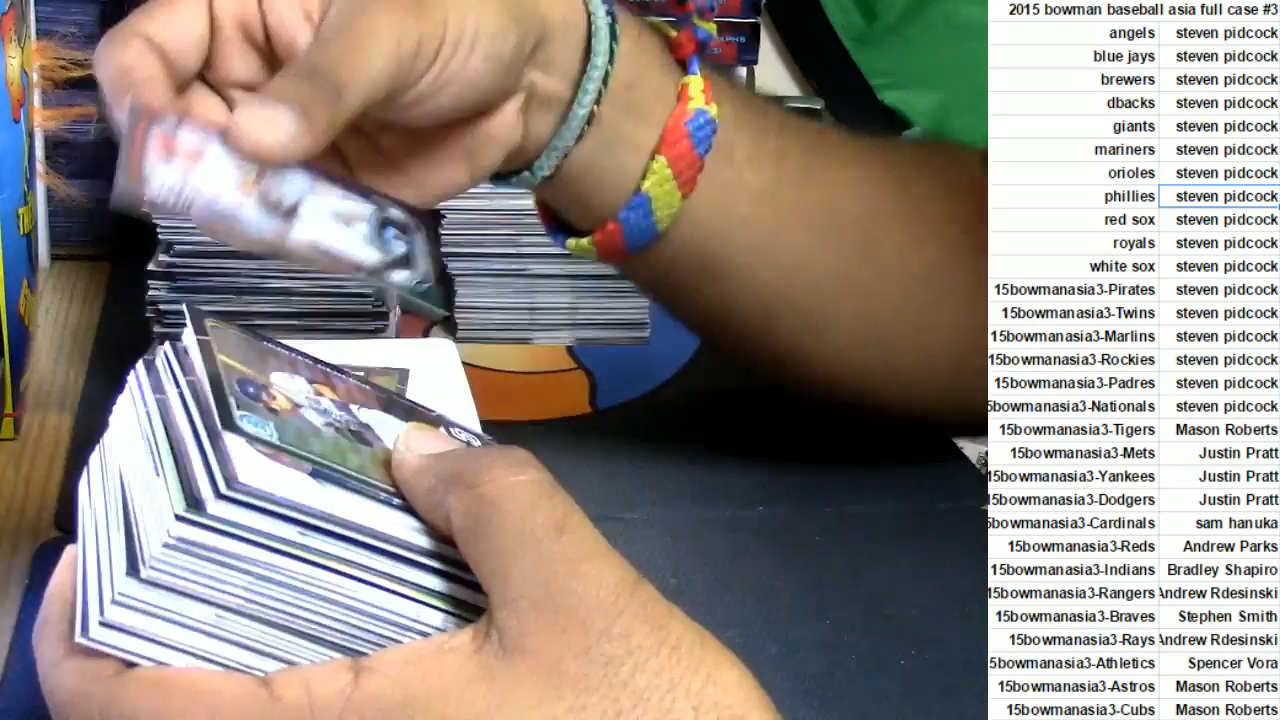 2015 bowman baseball asia full case #3
angels steven pidcock
blue jays steven pidcock
brewers steven pidcock
dbacks steven pidcock
giants steven pidcock
mariners steven pidcock
orioles steven pidcock
phillies steven pidcock
red sox steven pidcock
royals steven pidcock
white sox steven pidcock
15bowmanasia3-Pirates steven pidcock
15bowmanasia3-Twins steven pidcock
15bowmanasia3-Marlins steven pidcock
15bowmanasia3-Rockies steven pidcock
15bowmanasia3-Padres steven pidcock
5bowmanasia3-Nationals steven pidcock
15bowmanasia3-Tigers Mason Roberts
15bowmanasia3-Mets Justin Pratt
15bowmanasia3-Yankees Justin Pratt
15bowmanasia3-Dodgers Justin Pratt
5bowmanasia3-Cardinals sam hanuka
15bowmanasia3-Reds Andrew Parks
15bowmanasia3-Indians Bradley Shapiro
15bowmanasia3-Rangers Andrew Rdesinski
15bowmanasia3-Braves Stephen Smith
15bowmanasia3-Rays Andrew Rdesinski
5bowmanasia3-Athletics Spencer Vora
15bowmanasia3-Astros Mason Roberts
15bowmanasia3-Cubs Mason Roberts